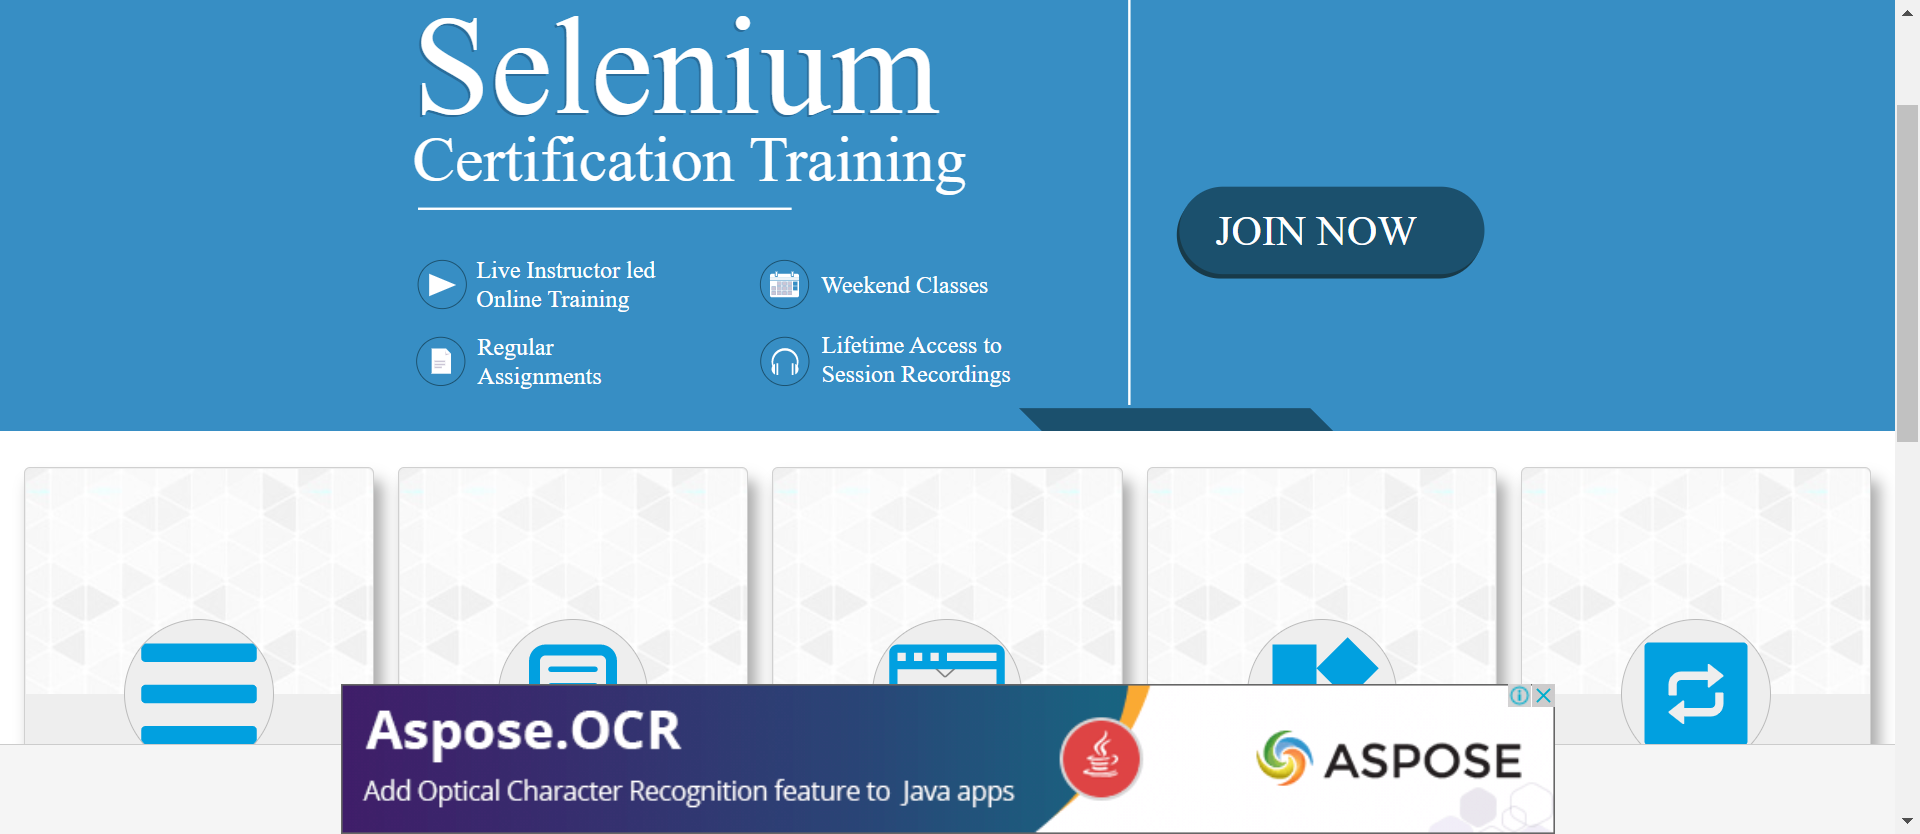 Selenium
Certification Training
JOIN NOW
Live Instructor led
Online Training
Weekend Classes
Regular
Assignments
Lifetime Access to
Session Recordings
Aspose.OCR
Add Optical Character Recognition feature to Java apps
ASPOSE